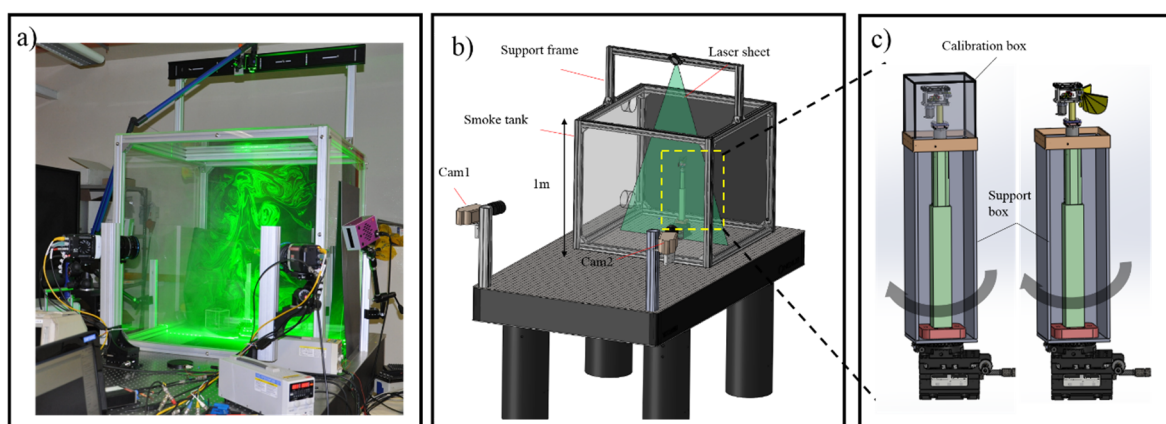 a)
b)
Support frame
Laser sheet
Smoke tank
Cam1
1m
Cam2
c)
Calibration box
Support
box